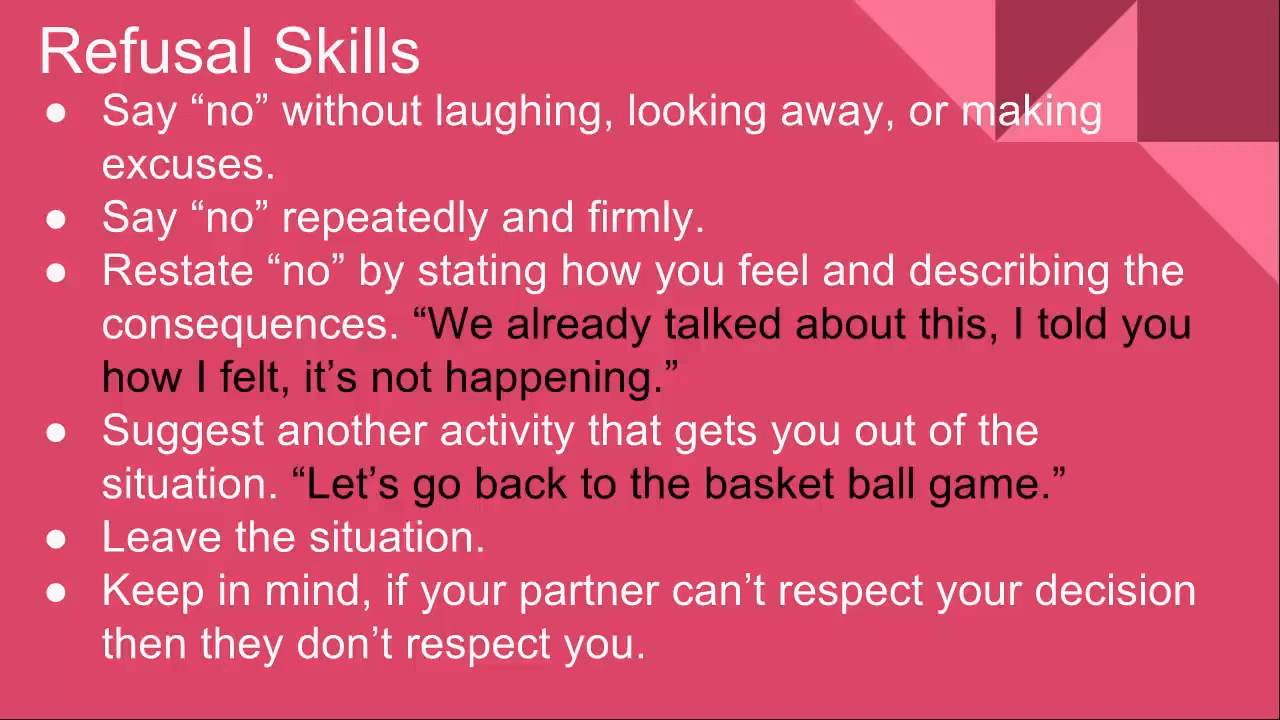 Refusal Skills
● Say “no” without laughing, looking away, or making
excuses.
● Say “no” repeatedly and firmly.
● Restate “no” by stating how you feel and describing the
consequences. “We already talked about this, I told you
how I felt, it’s not happening.”
● Suggest another activity that gets you out of the
situation. “Let’s go back to the basket ball game.”
● Leave the situation.
● Keep in mind, if your partner can’t respect your decision
then they don’t respect you.